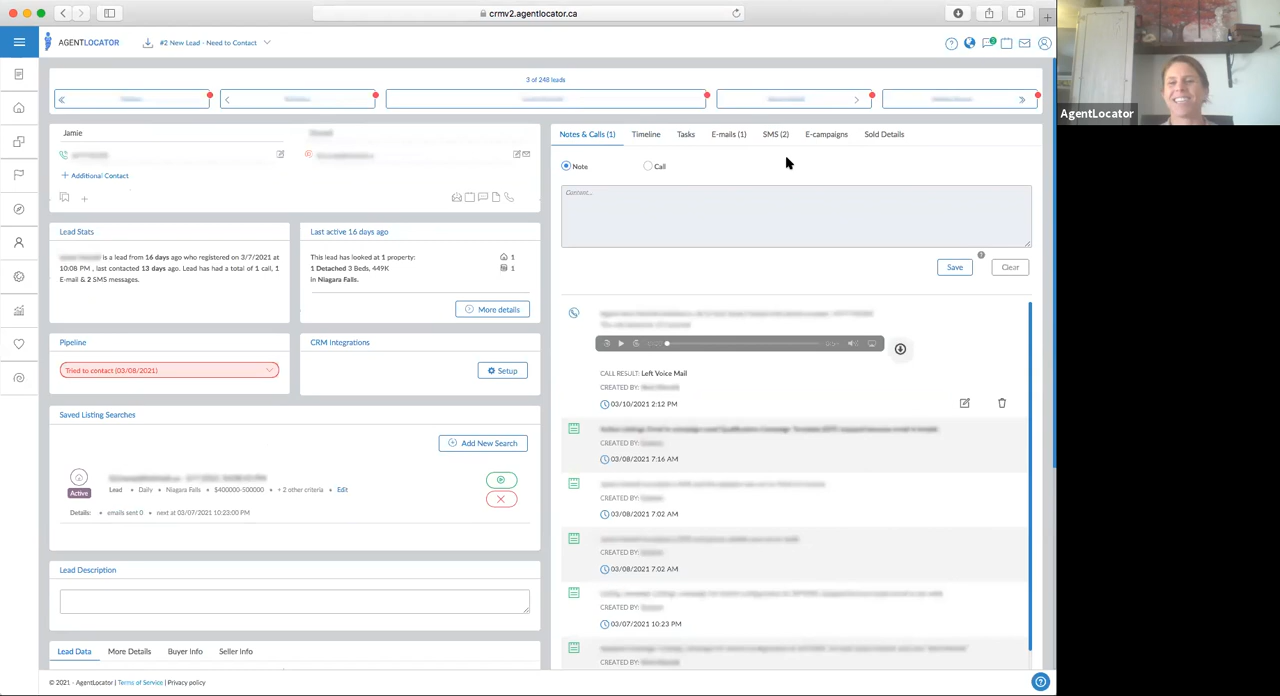 crmv2.agentlocator.ca
AGENTLOCATOR
#2 New Lead - Need to Contact
2
3 of 248 leads
Jamie
Additional Contact
Notes & Calls (1)
Timeline
Tasks
E-mails (1)
SMS (2)
E-campaigns
Sold Details
Note
Call
Content...
Save
Clear
Lead Stats
is a lead from 16 days ago who registered on 3/7/2021 at
10:08 PM , last contacted 13 days ago. Lead has had a total of 1 call, 1
E-mail & 2 SMS messages.
Last active 16 days ago
This lead has looked at 1 property:
1 Detached 3 Beds, 449K
in Niagara Falls.
1
1
More details
Pipeline
Tried to contact (03/08/2021)
CRM Integrations
Setup
Saved Listing Searches
Add New Search
Active
Lead • Daily • Niagara Falls • $400000-500000 • + 2 other criteria • Edit
Details: • emails sent 0 • next at 03/07/2021 10:23:00 PM
Lead Description
Lead Data
More Details
Buyer Info
Seller Info
CALL RESULT: Left Voice Mail
CREATED BY:
03/10/2021 2:12 PM
CREATED BY:
03/08/2021 7:16 AM
CREATED BY:
03/08/2021 7:02 AM
CREATED BY:
03/08/2021 7:02 AM
CREATED BY:
03/07/2021 10:23 PM
CREATED BY:
© 2021 - AgentLocator | Terms of Service | Privacy policy
AgentLocator